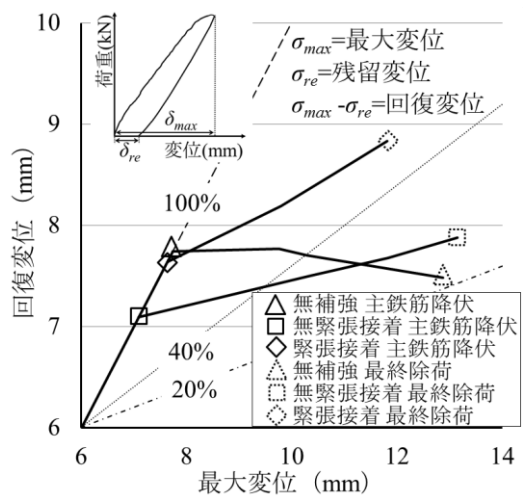 10
9
8
7
6
6
8
10
12
14
回復変位 (mm)
最大変位 (mm)
荷重(kN)
変位(mm)
δmax
δre
σmax=最大変位
σre=残留変位
σmax -σre=回復変位
100%
40%
20%
無補強 主鉄筋降伏
無緊張接着 主鉄筋降伏
緊張接着 主鉄筋降伏
無補強 最終除荷
無緊張接着 最終除荷
緊張接着 最終除荷